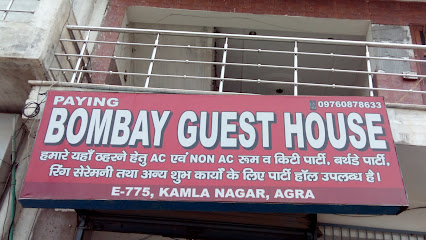 PAYING
09760878633
BOMBAY GUEST HOUSE
हमारे यहाँ ठहरने हेतु AC एवं NON AC रूम व किटी पार्टी, बर्थडे पार्टी,
रिंग सेरेमनी तथा अन्य शुभ कार्यों के लिए पार्टी हॉल उपलब्ध है।
E-775, KAMLA NAGAR, AGRA